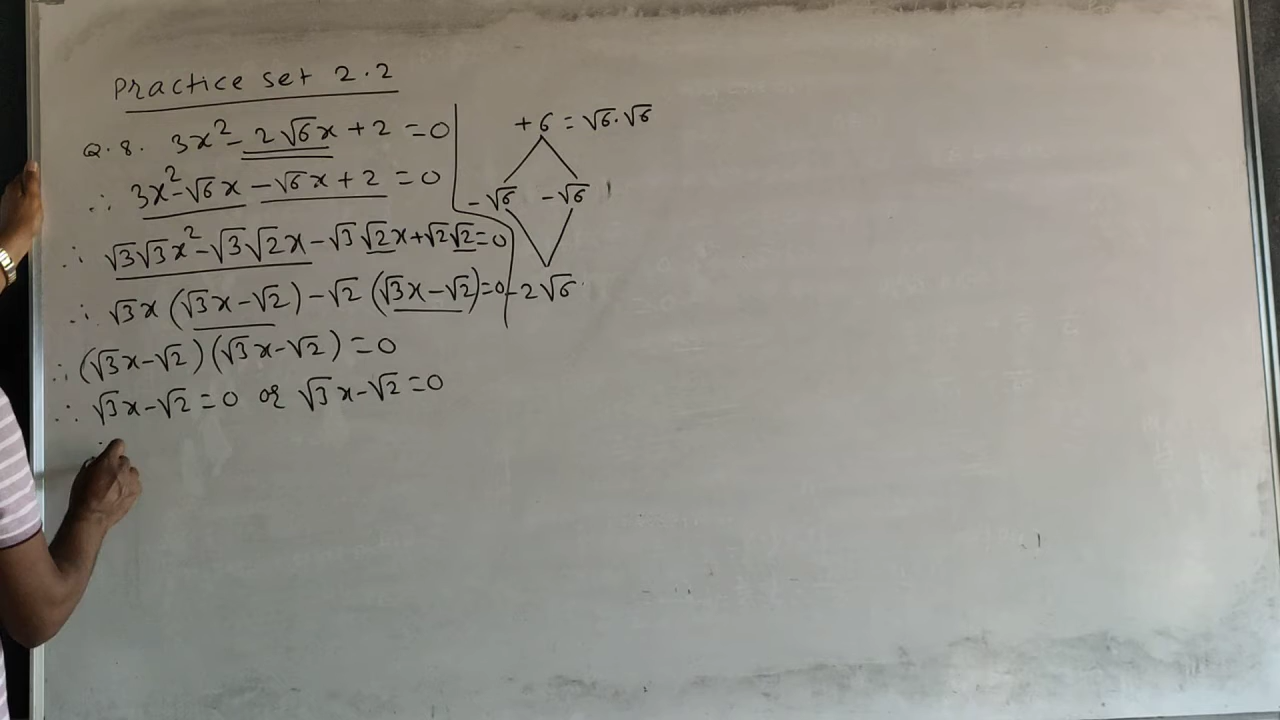 Practice set 2.2
Q.8. 3x² - 2√6x + 2 = 0
∴ 3x² - √6x - √6x + 2 = 0
∴ √3√3x² - √3√2x - √3√2x + √2√2 = 0
∴ √3x (√3x - √2) - √2 (√3x - √2) = 0
∴ (√3x - √2) (√3x - √2) = 0
∴ √3x - √2 = 0 or √3x - √2 = 0
+6 = √6.√6
-√6 -√6
-2√6